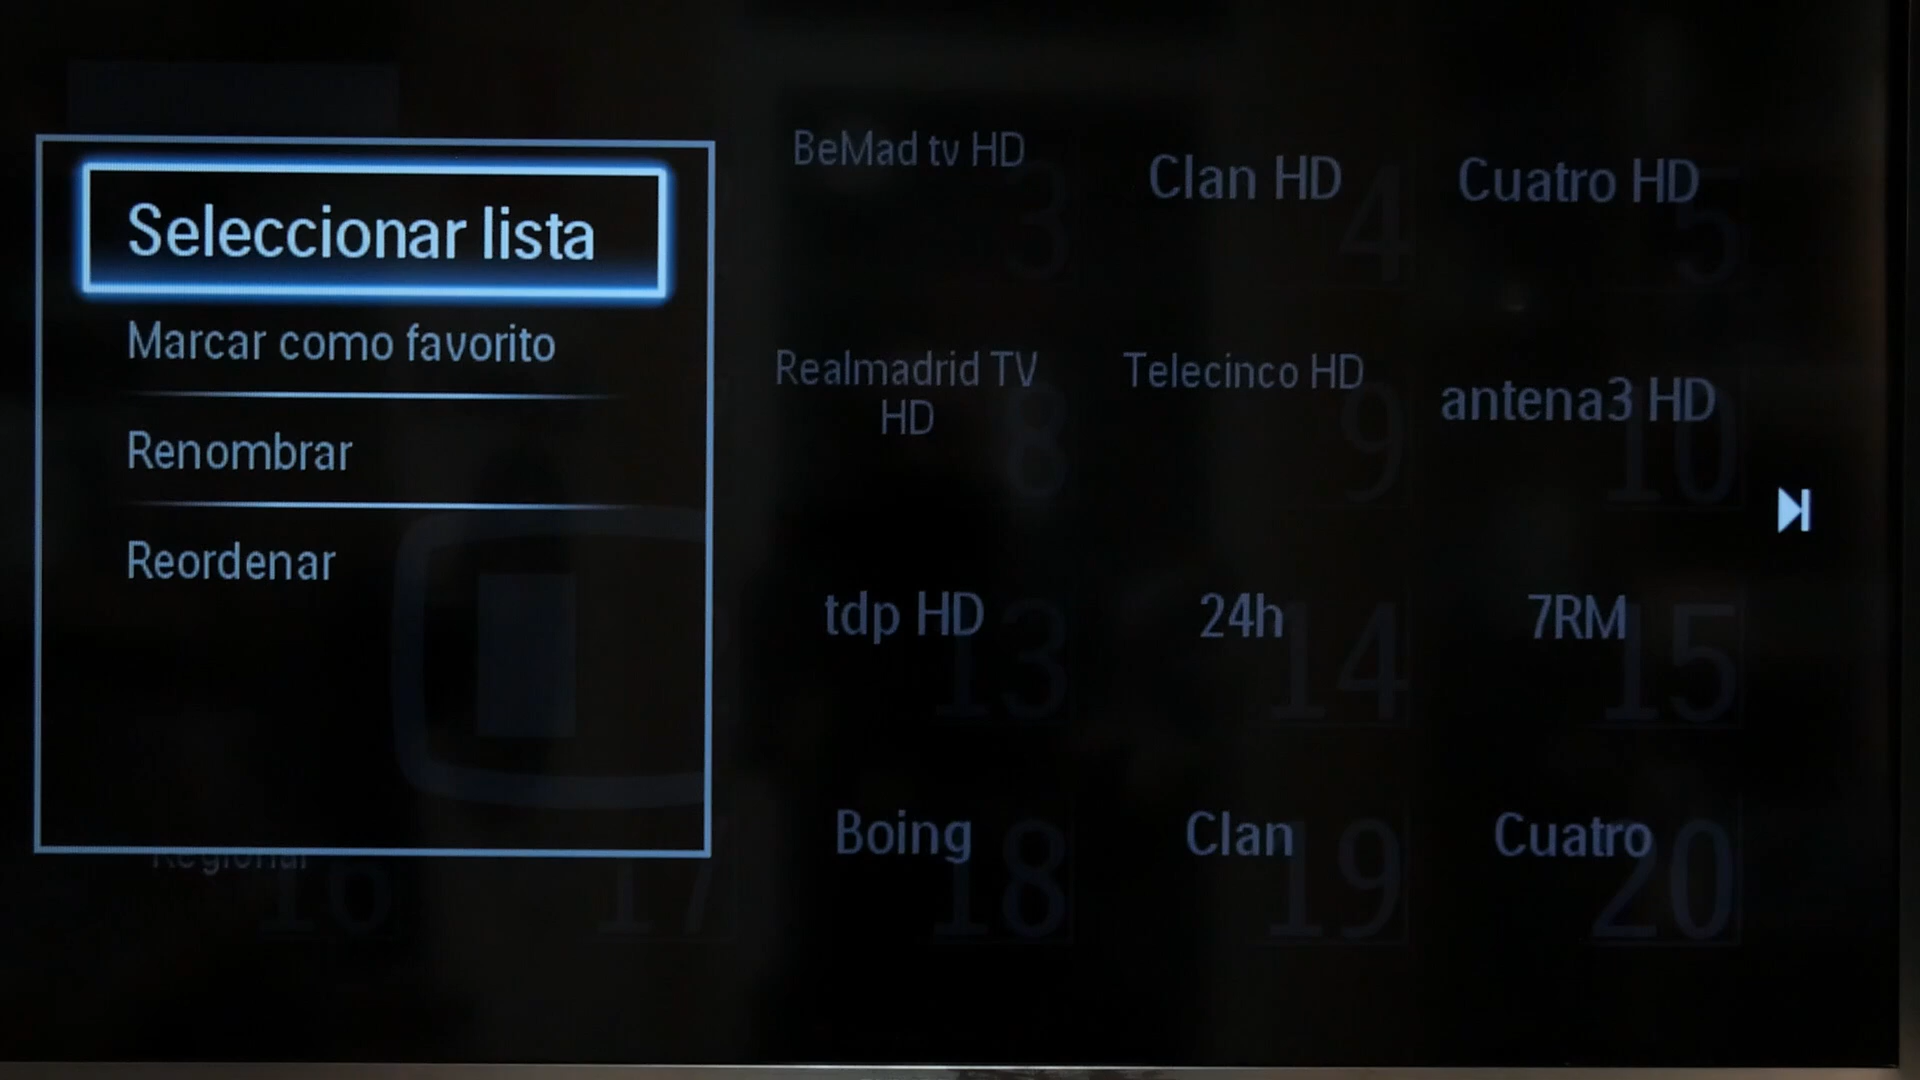 Seleccionar lista
Marcar como favorito
Renombrar
Reordenar
BeMad tv HD
3
Clan HD
4
Cuatro HD
5
Realmadrid TV
HD
8
Telecinco HD
9
antena3 HD
10
tdp HD
13
24h
14
7RM
15
Regional
16
17
Boing
18
Clan
19
Cuatro
20